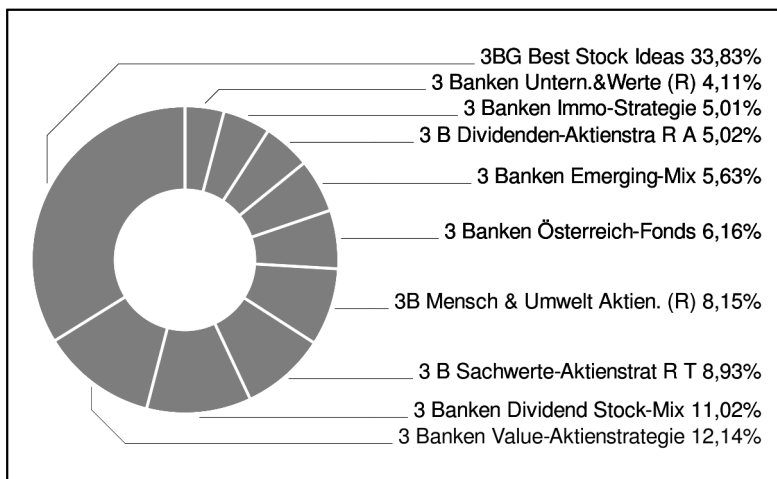 3BG Best Stock Ideas 33,83%
3 Banken Untern.&Werte (R) 4,11%
3 Banken Immo-Strategie 5,01%
3 B Dividenden-Aktienstra R A 5,02%
3 Banken Emerging-Mix 5,63%
3 Banken Österreich-Fonds 6,16%
3B Mensch & Umwelt Aktien. (R) 8,15%
3 B Sachwerte-Aktienstrat R T 8,93%
3 Banken Dividend Stock-Mix 11,02%
3 Banken Value-Aktienstrategie 12,14%